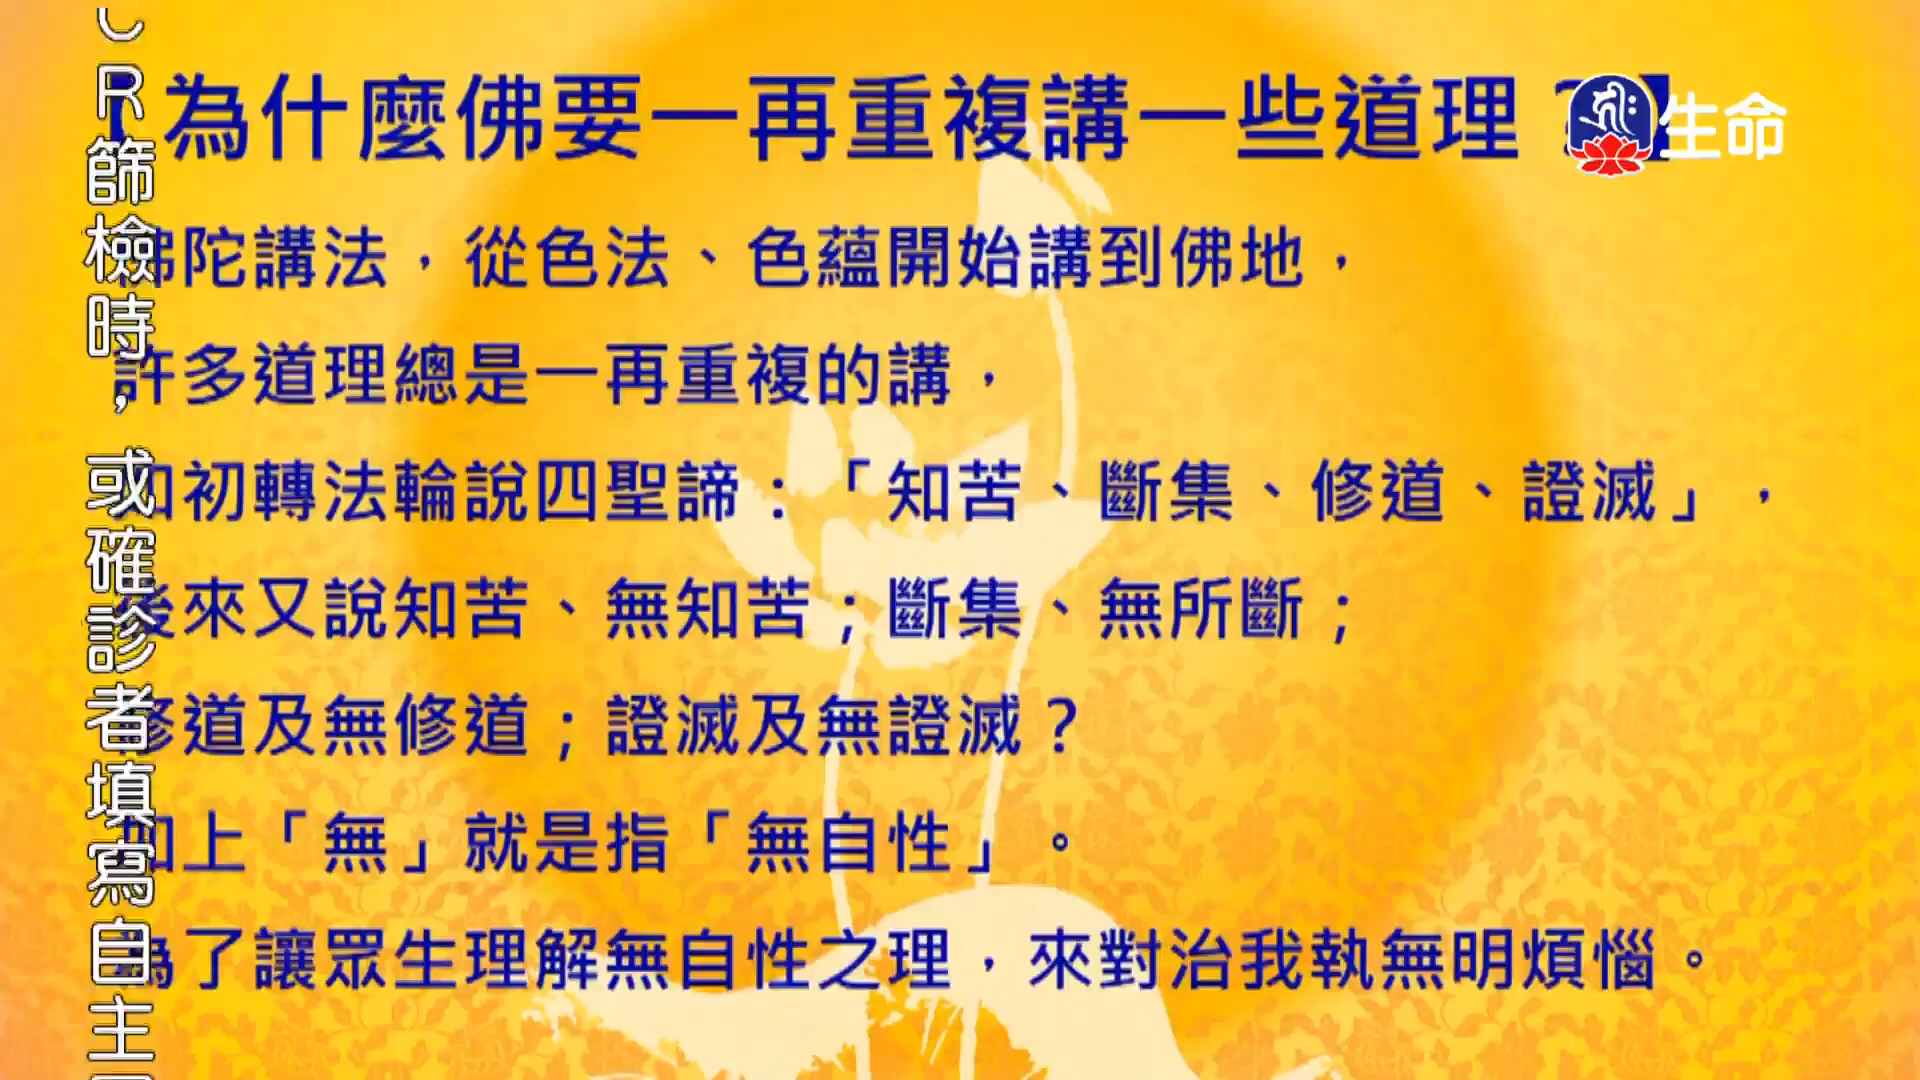 為什麼佛要一再重複講一些道理
生命
佛陀講法，從色法、色蘊開始講到佛地，
許多道理總是一再重複的講，
如初轉法輪說四聖諦：「知苦、斷集、修道、證滅」，
後來又說知苦、無知苦；斷集、無所斷；
修道及無修道；證滅及無證滅？
加上「無」就是指「無自性」。
為了讓眾生理解無自性之理，來對治我執無明煩惱。
R篩檢時，或確診者填寫自主